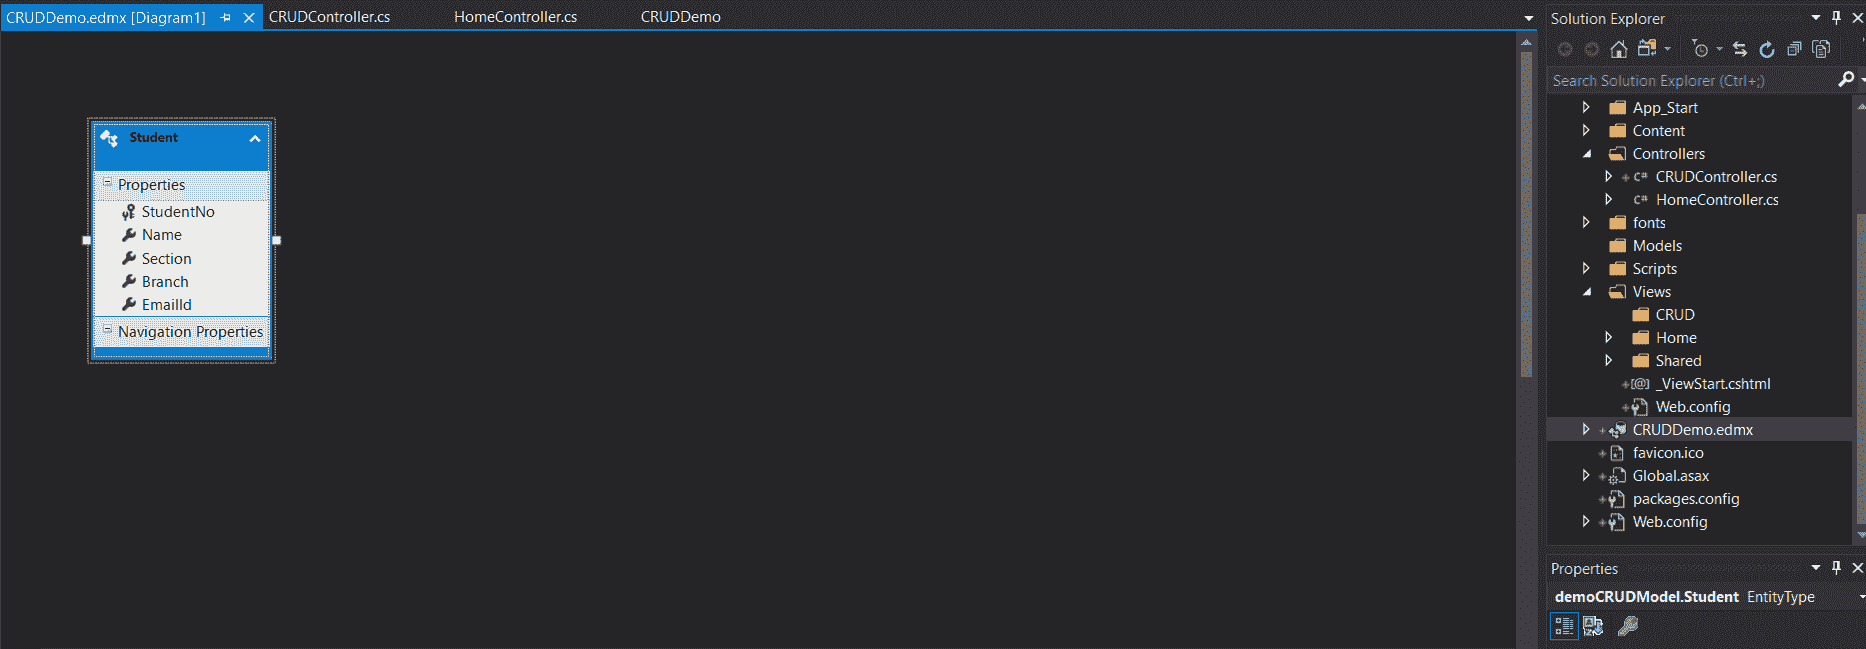 CRUDDemo.edmx [Diagram1]
CRUDController.cs
HomeController.cs
CRUDDemo
Student
Properties
StudentNo
Name
Section
Branch
EmailId
Navigation Properties
Solution Explorer
Search Solution Explorer (Ctrl+;)
App_Start
Content
Controllers
C# CRUDController.cs
C# HomeController.cs
fonts
Models
Scripts
Views
CRUD
Home
Shared
[@] _ViewStart.cshtml
Web.config
CRUDDemo.edmx
favicon.ico
Global.asax
packages.config
Web.config
Properties
demoCRUDModel.Student EntityType